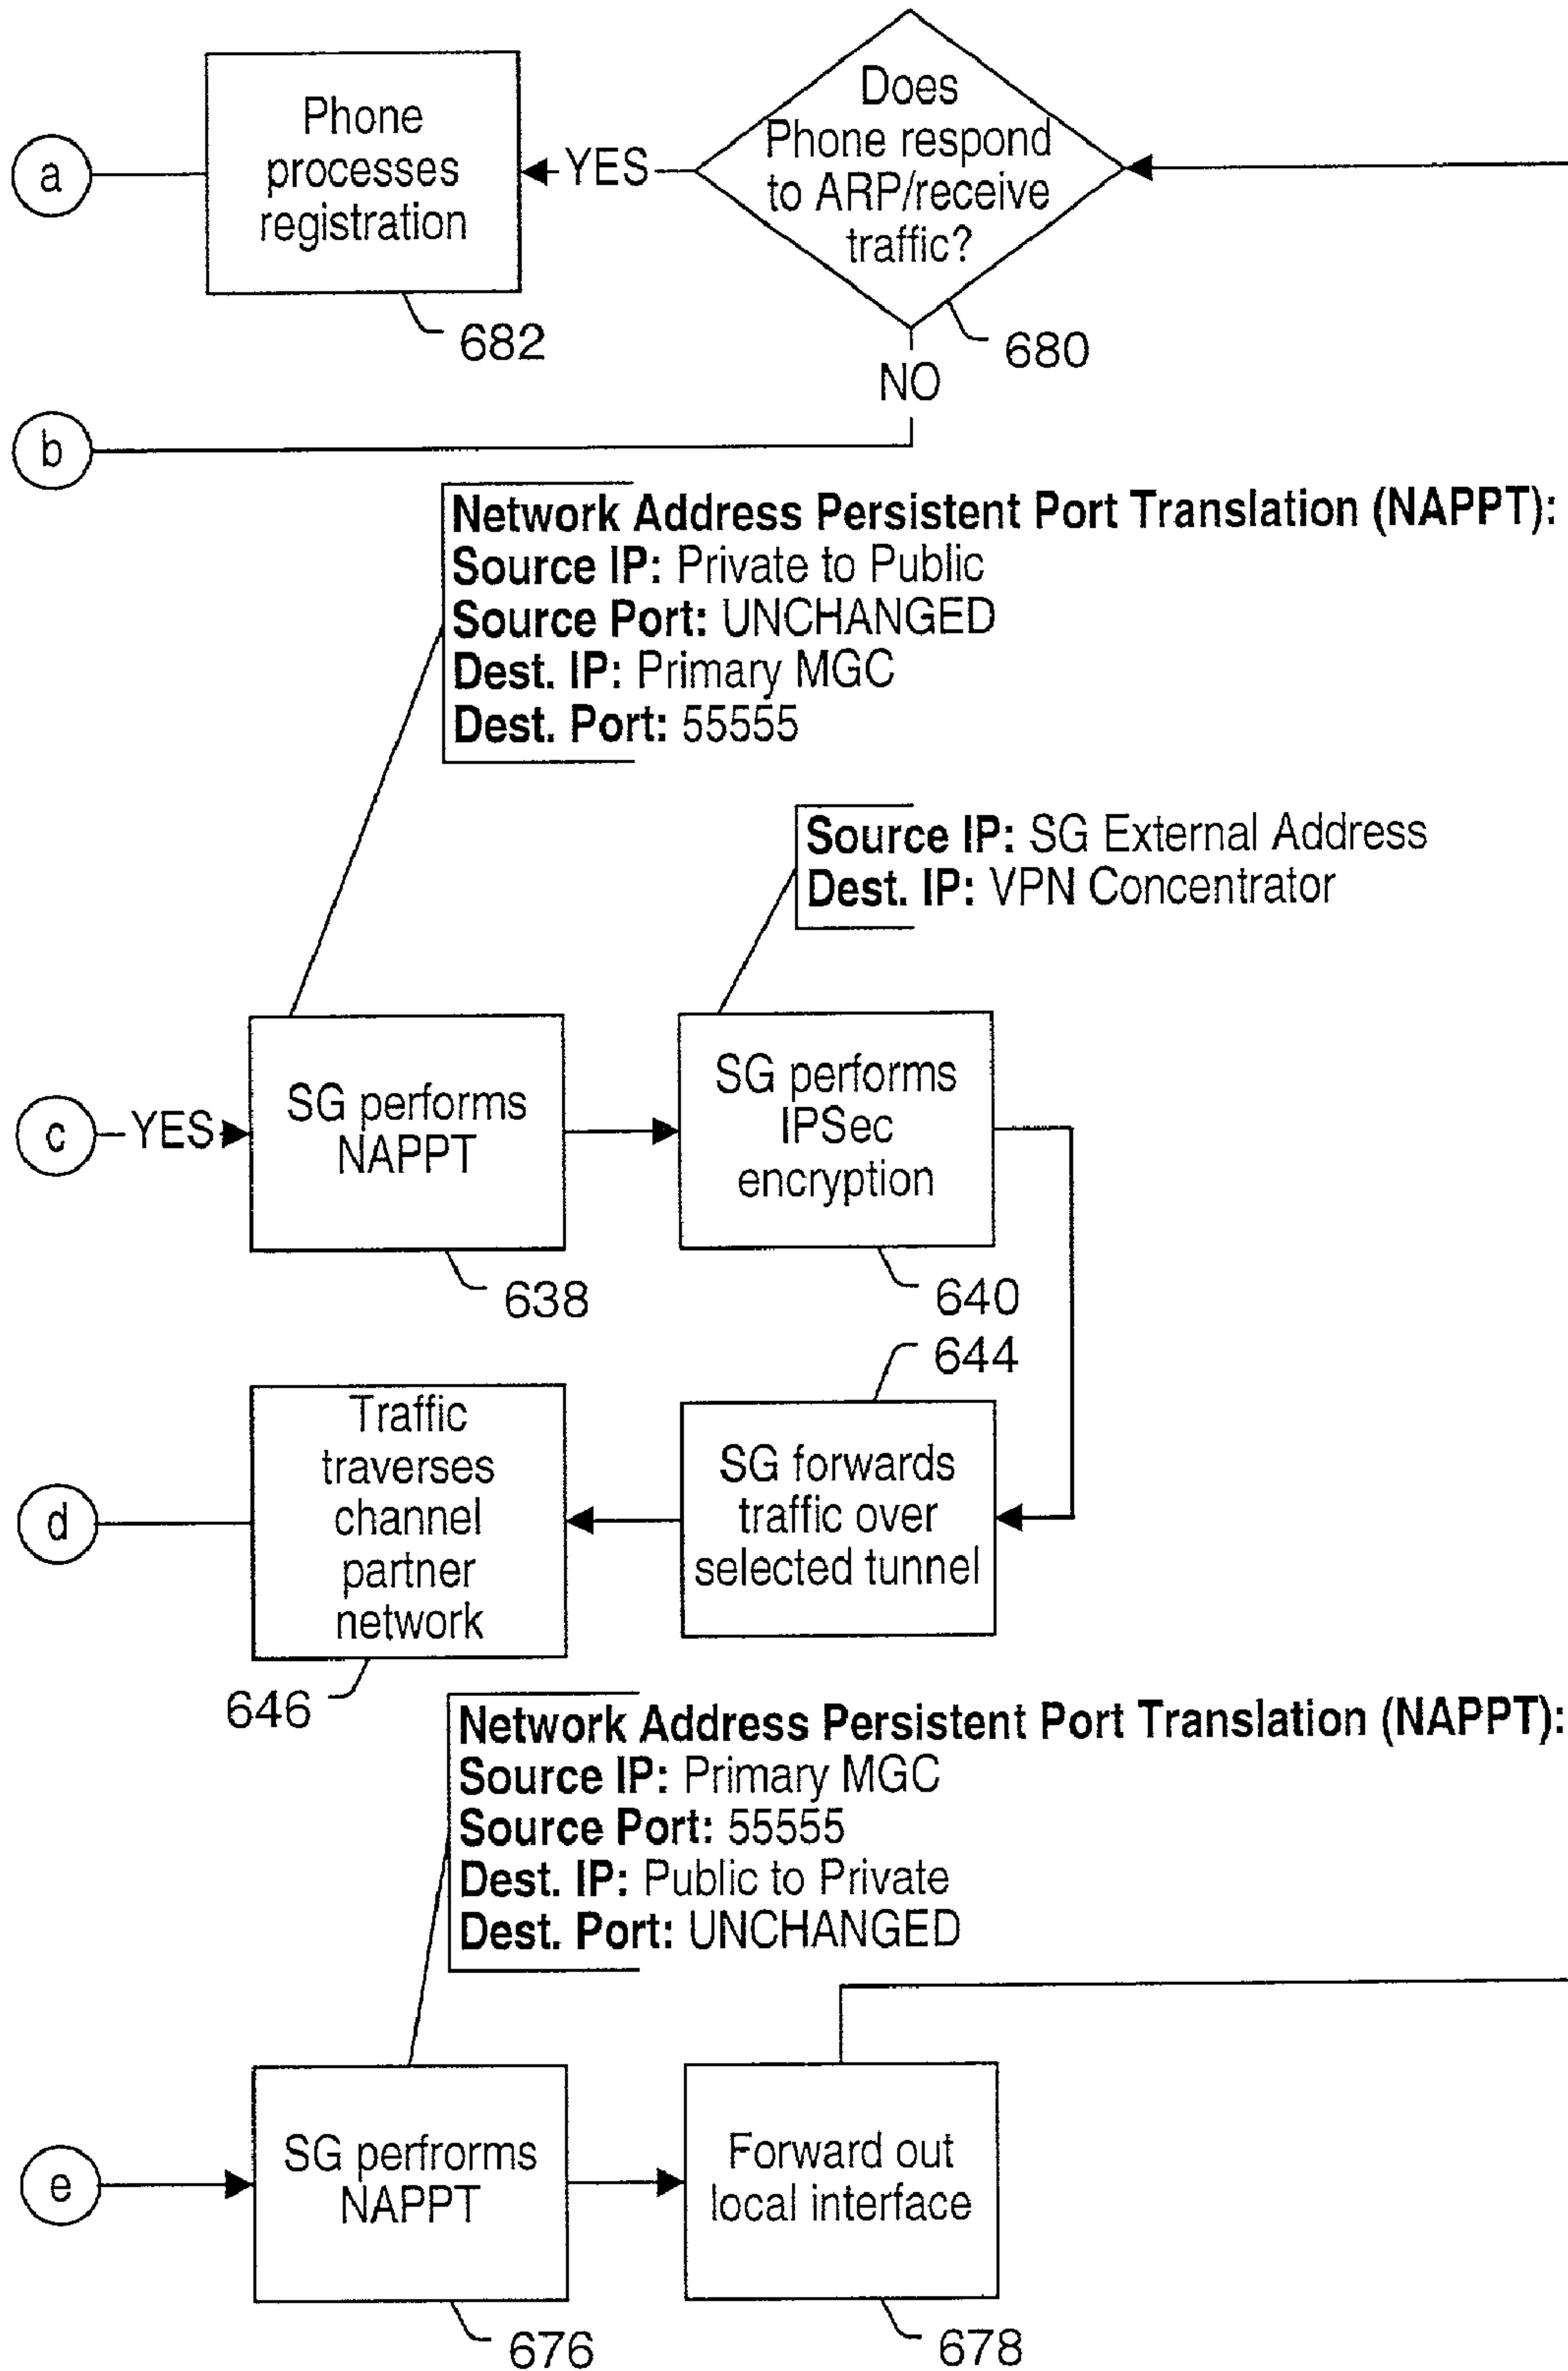 a
Phone
processes
registration
682
YES
Does
Phone respond
to ARP/receive
traffic?
680
NO
b
Network Address Persistent Port Translation (NAPPT):
Source IP: Private to Public
Source Port: UNCHANGED
Dest. IP: Primary MGC
Dest. Port: 55555
Source IP: SG External Address
Dest. IP: VPN Concentrator
c
YES
SG performs
NAPPT
638
SG performs
IPSec
encryption
640
644
d
Traffic
traverses
channel
partner
network
646
SG forwards
traffic over
selected tunnel
Network Address Persistent Port Translation (NAPPT):
Source IP: Primary MGC
Source Port: 55555
Dest. IP: Public to Private
Dest. Port: UNCHANGED
e
SG perfrorms
NAPPT
676
Forward out
local interface
678